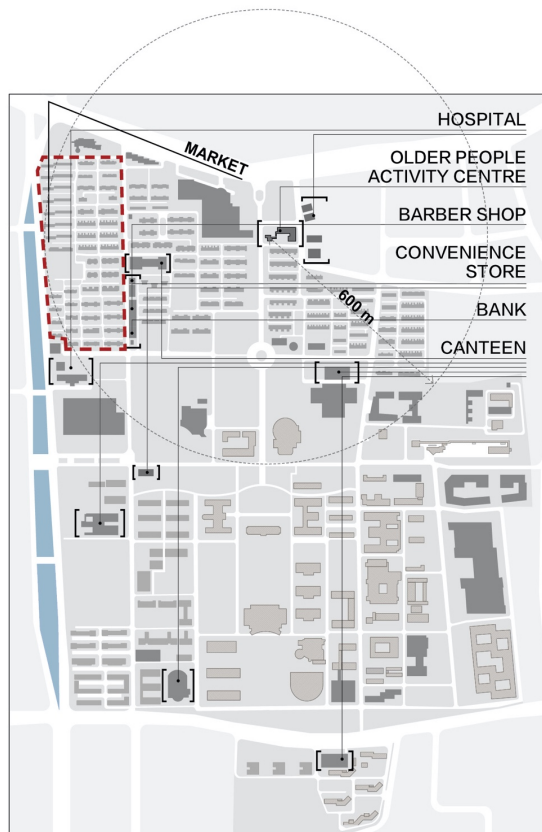 HOSPITAL
MARKET
OLDER PEOPLE
ACTIVITY CENTRE
BARBER SHOP
CONVENIENCE
STORE
600 m
BANK
CANTEEN